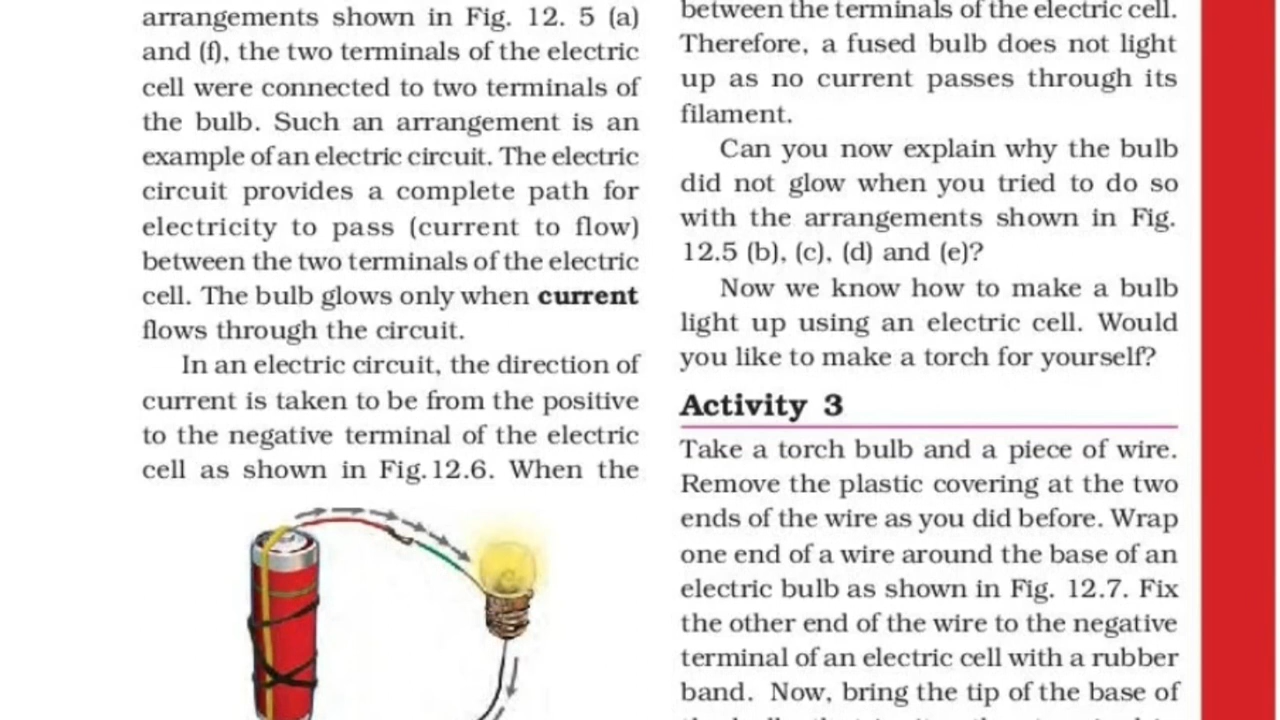 arrangements shown in Fig. 12. 5 (a)
and (f), the two terminals of the electric
cell were connected to two terminals of
the bulb. Such an arrangement is an
example of an electric circuit. The electric
circuit provides a complete path for
electricity to pass (current to flow)
between the two terminals of the electric
cell. The bulb glows only when current
flows through the circuit.
In an electric circuit, the direction of
current is taken to be from the positive
to the negative terminal of the electric
cell as shown in Fig.12.6. When the
between the terminals of the electric cell.
Therefore, a fused bulb does not light
up as no current passes through its
filament.
Can you now explain why the bulb
did not glow when you tried to do so
with the arrangements shown in Fig.
12.5 (b), (c), (d) and (e)?
Now we know how to make a bulb
light up using an electric cell. Would
you like to make a torch for yourself?
Activity 3
Take a torch bulb and a piece of wire.
Remove the plastic covering at the two
ends of the wire as you did before. Wrap
one end of a wire around the base of an
electric bulb as shown in Fig. 12.7. Fix
the other end of the wire to the negative
terminal of an electric cell with a rubber
band. Now, bring the tip of the base of